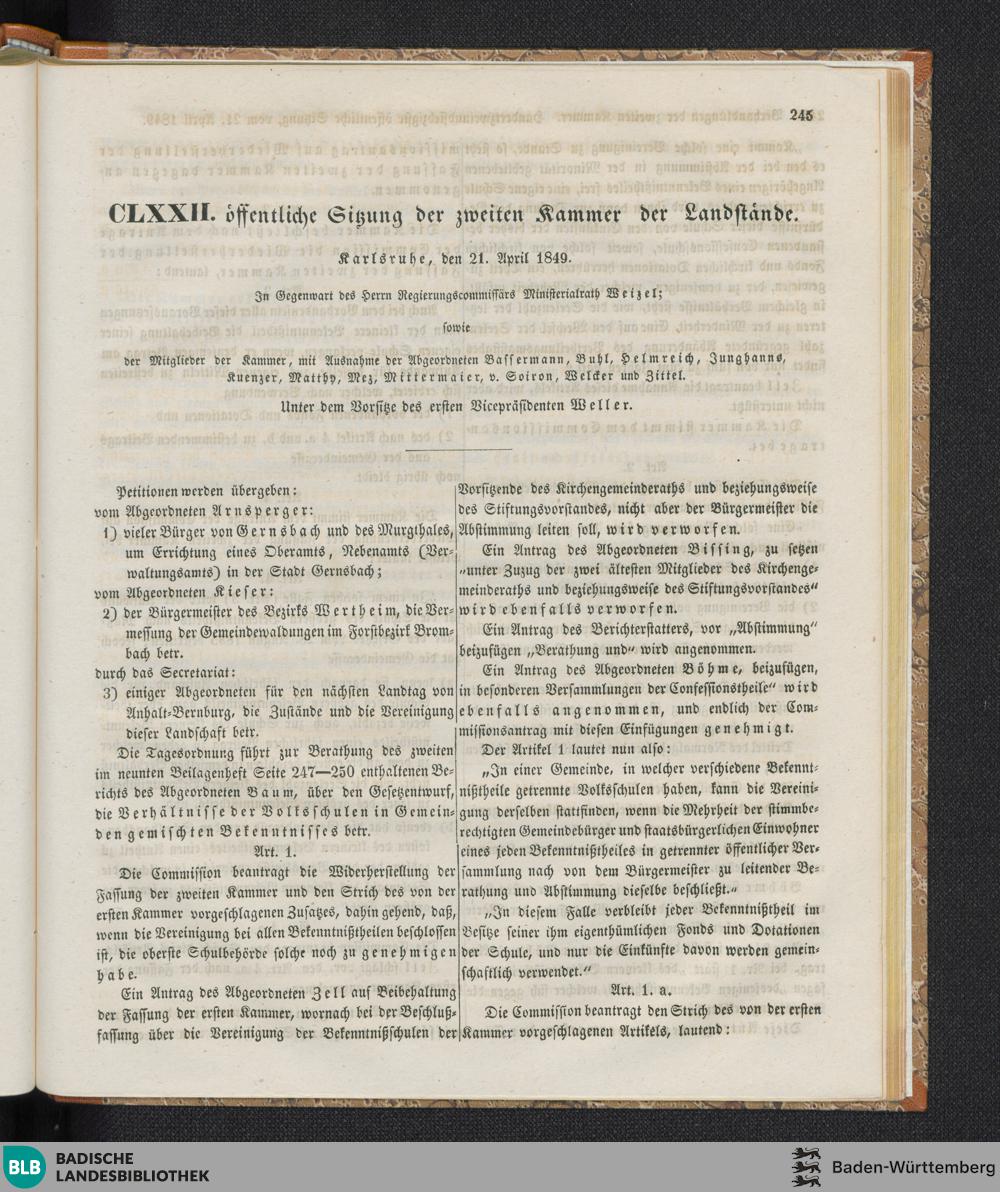 245
CLXXII. öffentliche Sitzung der zweiten Kammer der Landstände.
Karlsruhe, den 21. April 1849.
In Gegenwart des Herrn Regierungscommissärs Ministerialrath Weizel;
sowie
der Mitglieder der Kammer, mit Ausnahme der Abgeordneten Bassermann, Buhl, Helmreich, Junghanns,
Kuenzer, Matthy, Mez, Mittermaier, v. Soiron, Welcker und Zittel.
Unter dem Vorsitze des ersten Vicepräsidenten Weller.
Petitionen werden übergeben:
vom Abgeordneten Arnsperger:
1) vieler Bürger von Gernsbach und des Murgthales,
um Errichtung eines Oberamts, Nebenamts (Ver-
waltungsamts) in der Stadt Gernsbach;
vom Abgeordneten Kieser:
2) der Bürgermeister des Bezirks Wertheim, die Ver-
messung der Gemeindewaldungen im Forstbezirk Brom-
bach betr.
durch das Secretariat:
3) einiger Abgeordneten für den nächsten Landtag von
Anhalt-Bernburg, die Zustände und die Vereinigung
dieser Landschaft betr.
Die Tagesordnung führt zur Berathung des zweiten
im neunten Beilagenheft Seite 247—250 enthaltenen Be-
richts des Abgeordneten Baum, über den Gesetzentwurf,
die Verhältnisse der Volksschulen in Gemein-
den gemischten Bekenntnisses betr.
Art. 1.
Die Commission beantragt die Widerherstellung der
Fassung der zweiten Kammer und den Strich des von der
ersten Kammer vorgeschlagenen Zusatzes, dahin gehend, daß,
wenn die Vereinigung bei allen Bekenntnißtheilen beschlossen
ist, die oberste Schulbehörde solche noch zu genehmigen
habe.
Ein Antrag des Abgeordneten Zell auf Beibehaltung
der Fassung der ersten Kammer, wornach bei der Beschluß-
fassung über die Vereinigung der Bekenntnißschulen der
Vorsitzende des Kirchengemeinderaths und beziehungsweise
des Stiftungsvorstandes, nicht aber der Bürgermeister die
Abstimmung leiten soll, wird verworfen.
Ein Antrag des Abgeordneten Bissing, zu setzen
„unter Zuzug der zwei ältesten Mitglieder des Kirchenge-
meinderaths und beziehungsweise des Stiftungsvorstandes“
wird ebenfalls verworfen.
Ein Antrag des Berichterstatters, vor „Abstimmung“
beizufügen „Berathung und“ wird angenommen.
Ein Antrag des Abgeordneten Böhme, beizufügen,
in besonderen Versammlungen der Confessionstheile“ wird
ebenfalls angenommen, und endlich der Com-
missionsantrag mit diesen Einfügungen genehmigt.
Der Artikel 1 lautet nun also:
„In einer Gemeinde, in welcher verschiedene Bekennt-
nißtheile getrennte Volksschulen haben, kann die Vereini-
gung derselben stattfinden, wenn die Mehrheit der stimmbe-
rechtigten Gemeindebürger und staatsbürgerlichen Einwohner
eines jeden Bekenntnißtheiles in getrennter öffentlicher Ver-
sammlung nach von dem Bürgermeister zu leitender Be-
rathung und Abstimmung dieselbe beschließt.“
„In diesem Falle verbleibt jeder Bekenntnißtheil im
Besitze seiner ihm eigenthümlichen Fonds und Dotationen
der Schule, und nur die Einkünfte davon werden gemein-
schaftlich verwendet.“
Art. 1. a.
Die Commission beantragt den Strich des von der ersten
Kammer vorgeschlagenen Artikels, lautend:
BLB
BADISCHE
LANDESBIBLIOTHEK
Baden-Württemberg